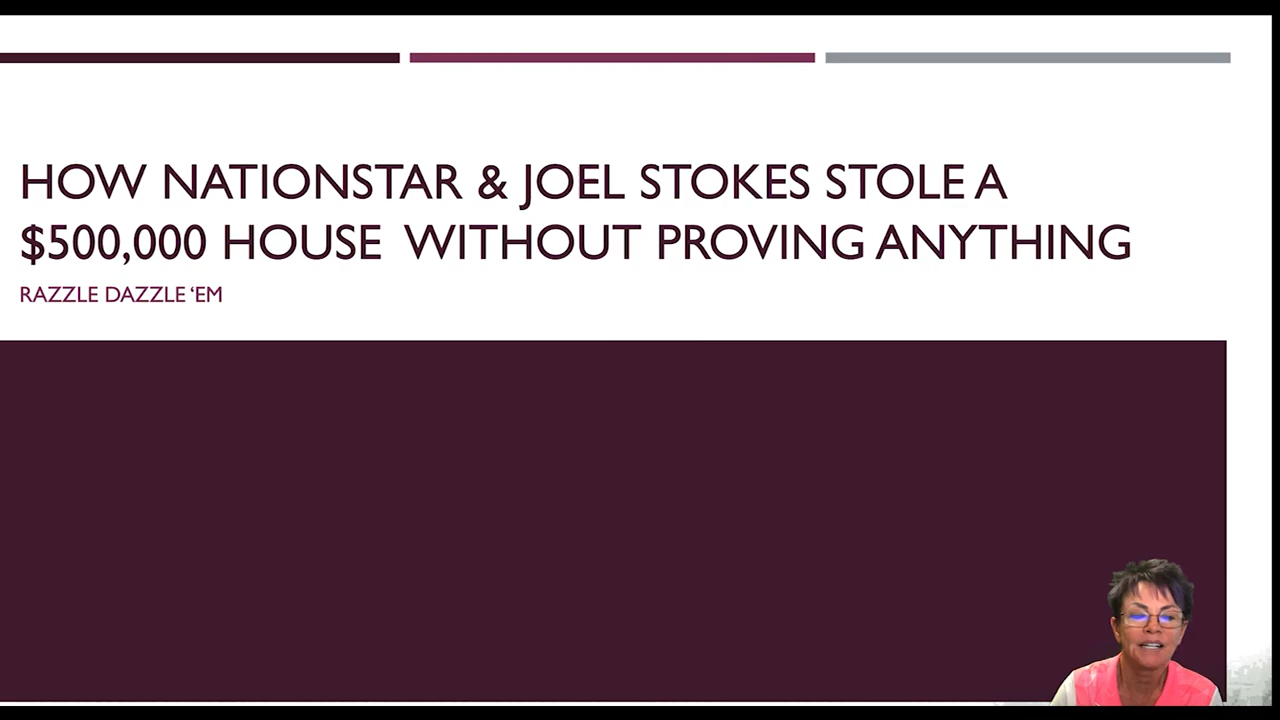 HOW NATIONSTAR & JOEL STOKES STOLE A
$500,000 HOUSE WITHOUT PROVING ANYTHING
RAZZLE DAZZLE ‘EM